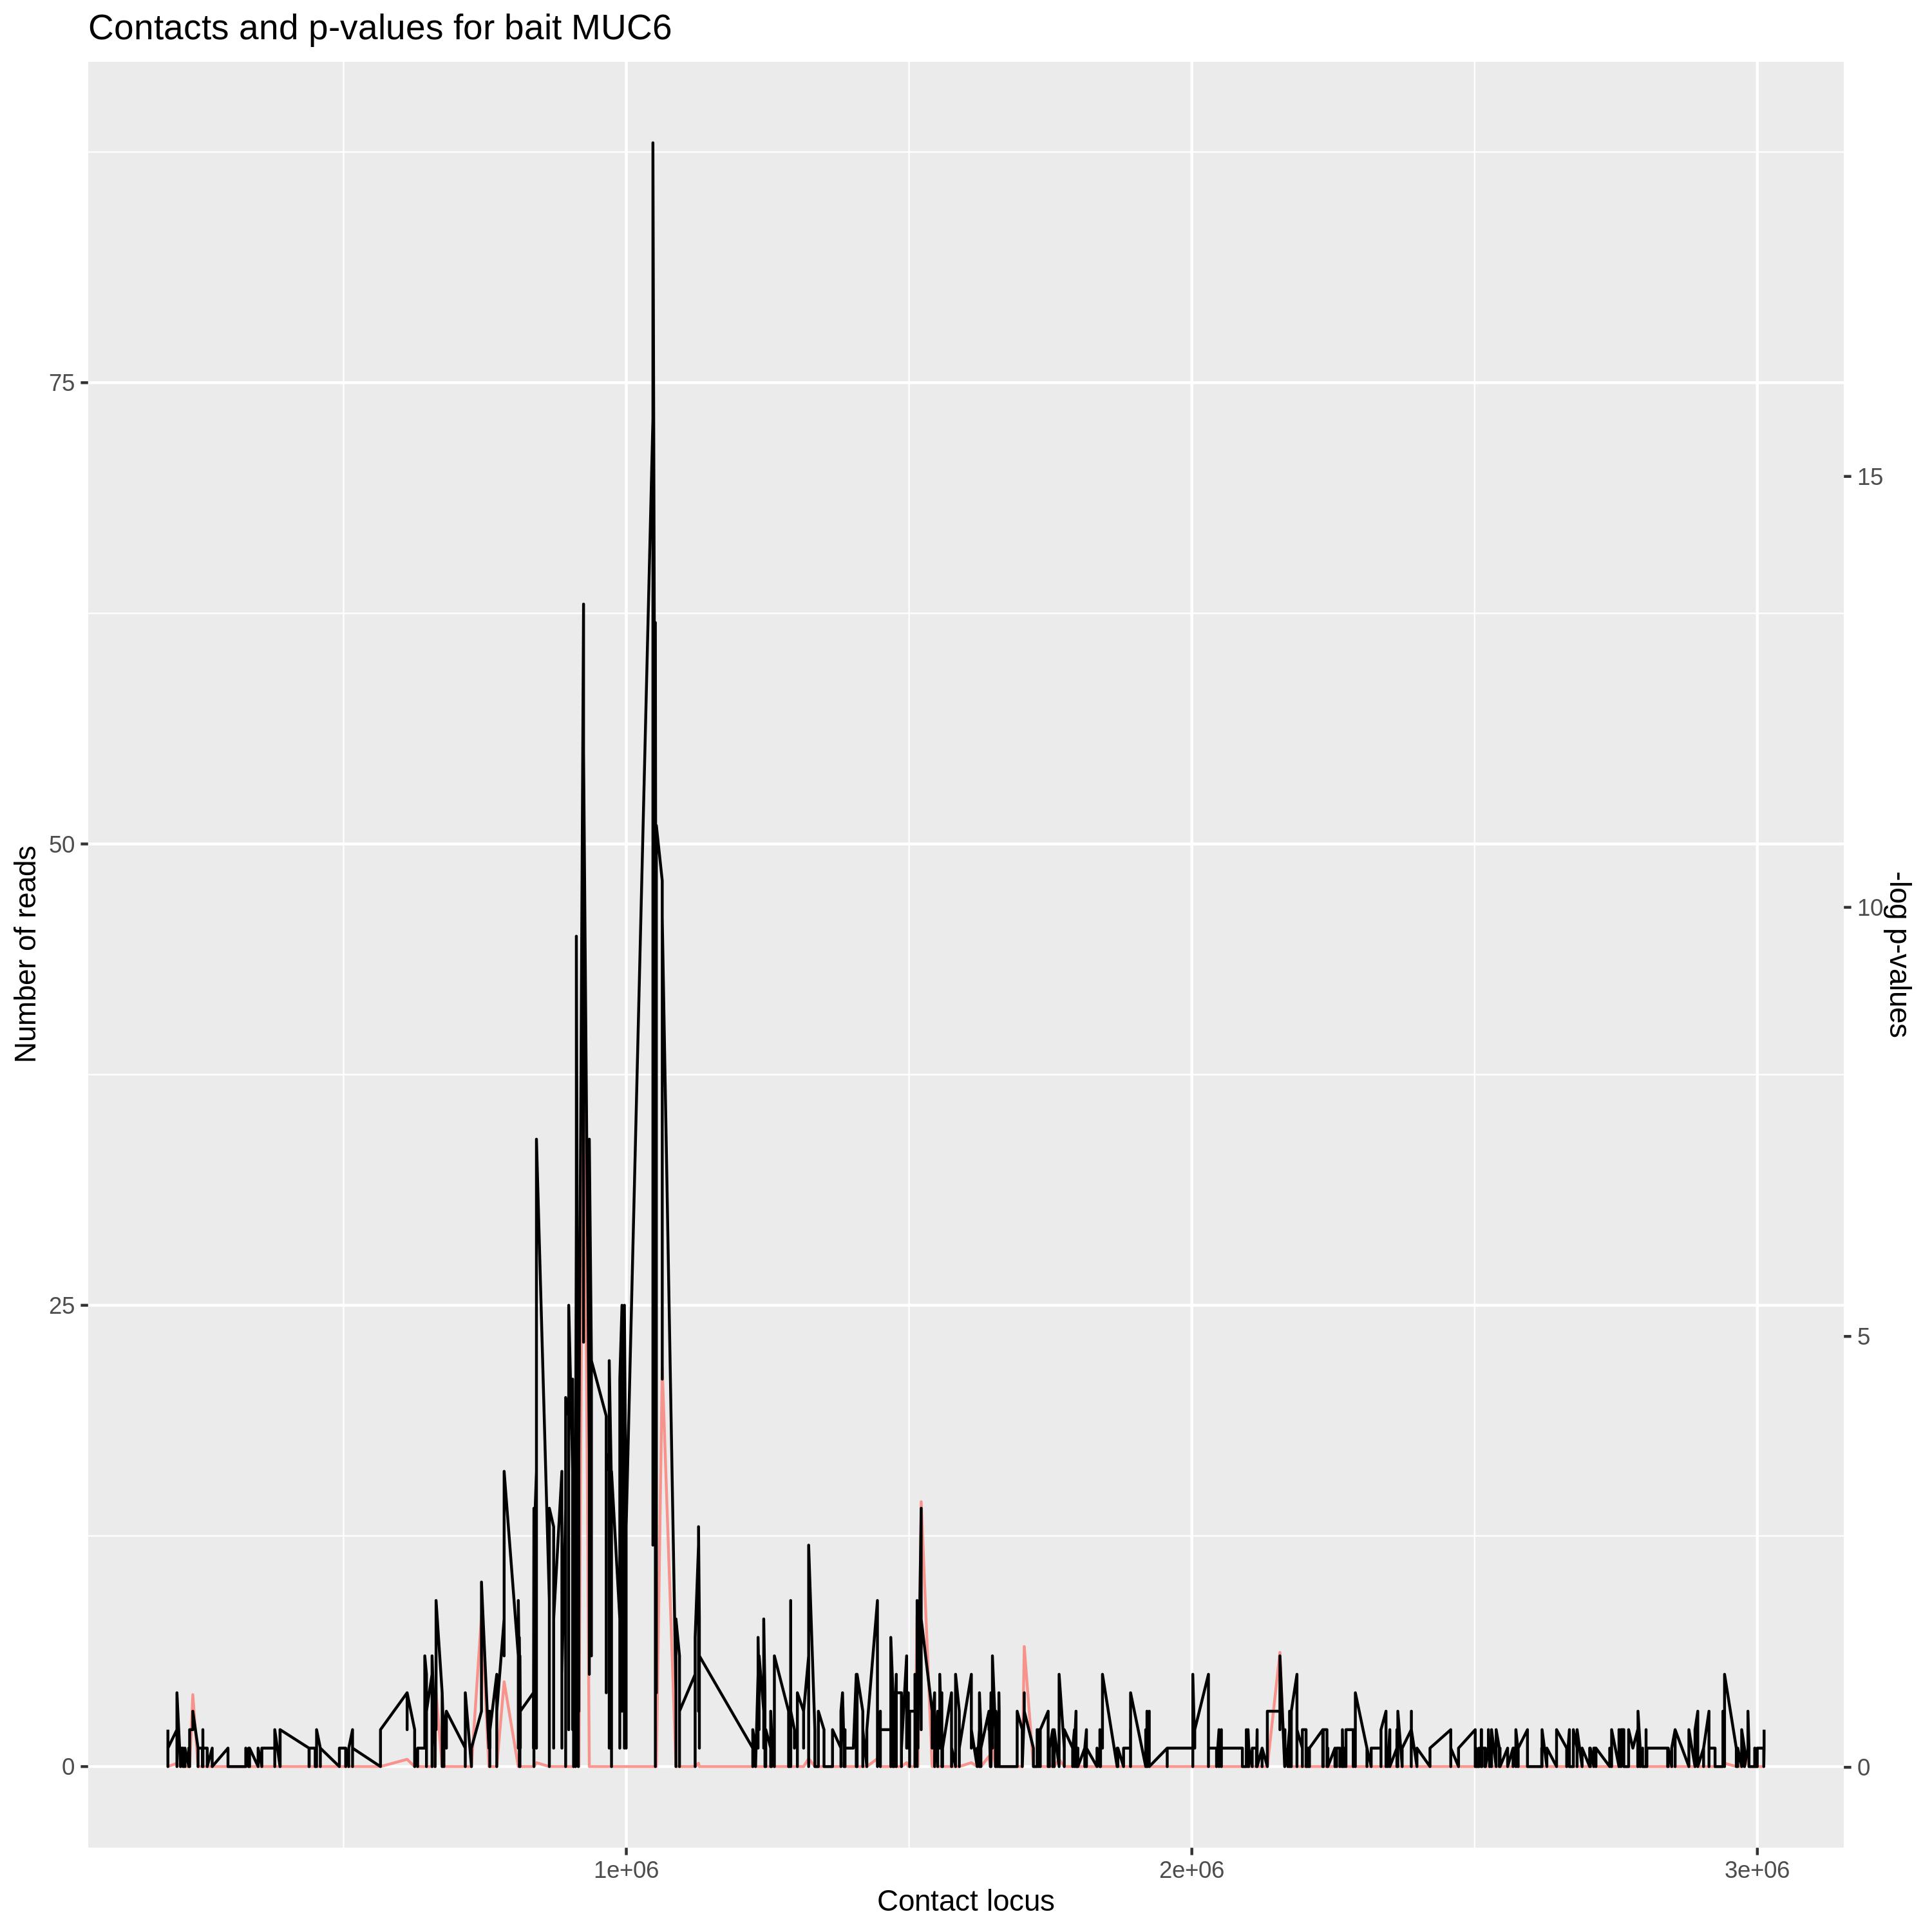 Contacts and p-values for bait MUC6
75
50
25
0
Number of reads
15
10
5
0
-log p-values
1e+06
2e+06
3e+06
Contact locus